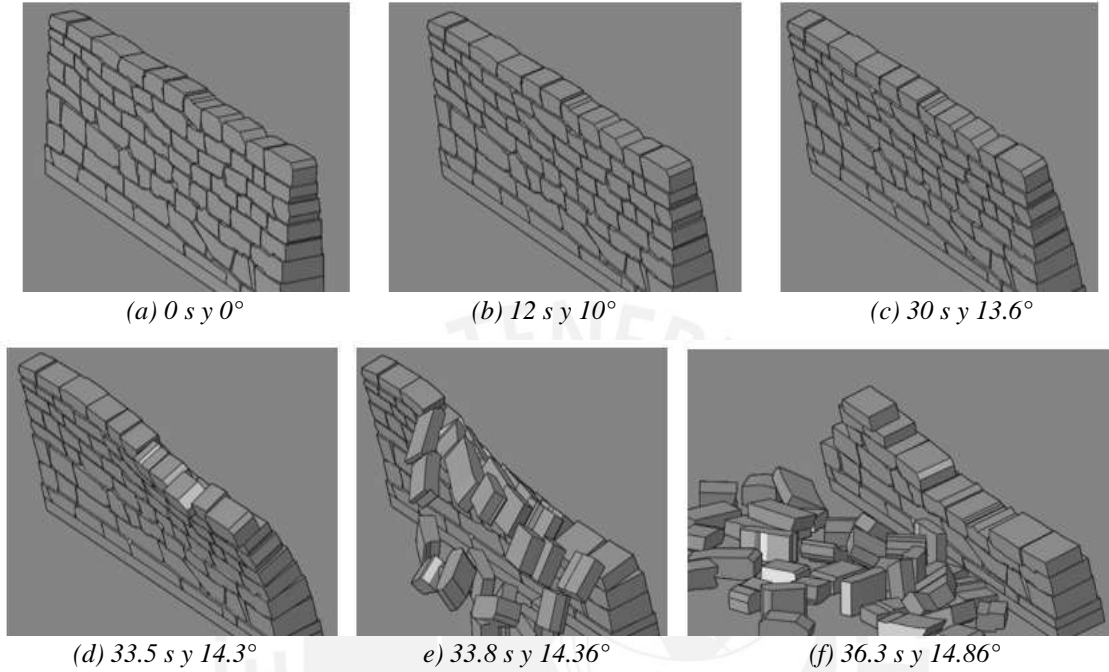 (a) 0 s y 0°
(b) 12 s y 10°
(c) 30 s y 13.6°
TENEB
(d) 33.5 s y 14.3°
e) 33.8 s y 14.36°
(f) 36.3 s y 14.86°